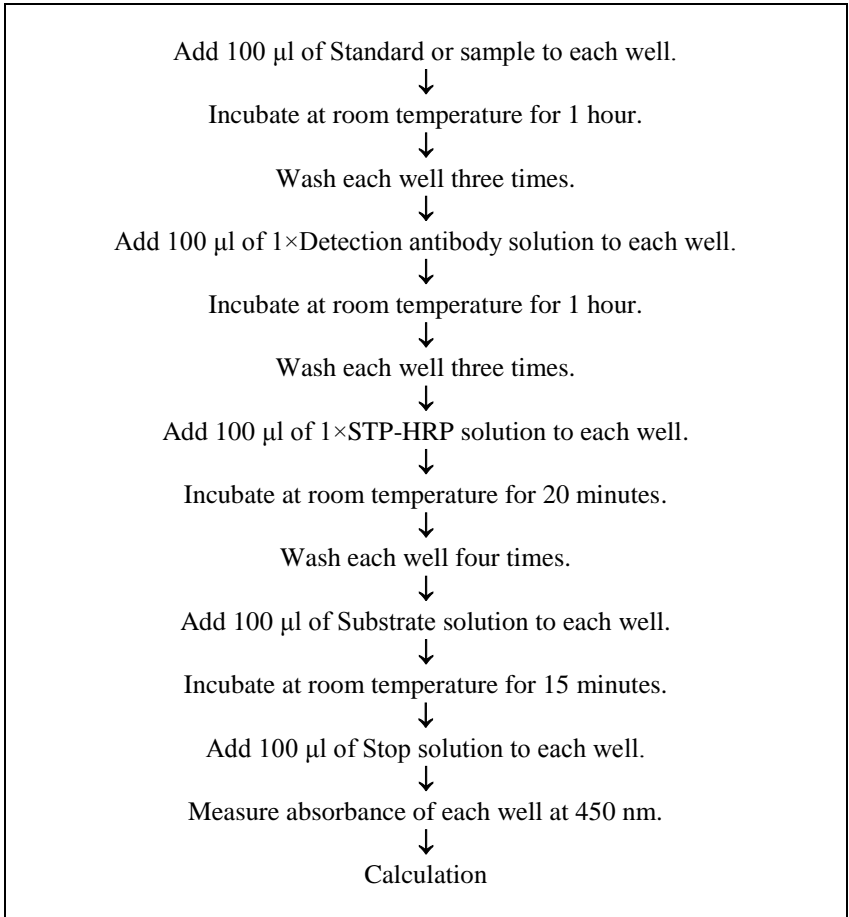 Add 100 μl of Standard or sample to each well.
↓
Incubate at room temperature for 1 hour.
↓
Wash each well three times.
↓
Add 100 μl of 1×Detection antibody solution to each well.
↓
Incubate at room temperature for 1 hour.
↓
Wash each well three times.
↓
Add 100 μl of 1×STP-HRP solution to each well.
↓
Incubate at room temperature for 20 minutes.
↓
Wash each well four times.
↓
Add 100 μl of Substrate solution to each well.
↓
Incubate at room temperature for 15 minutes.
↓
Add 100 μl of Stop solution to each well.
↓
Measure absorbance of each well at 450 nm.
↓
Calculation